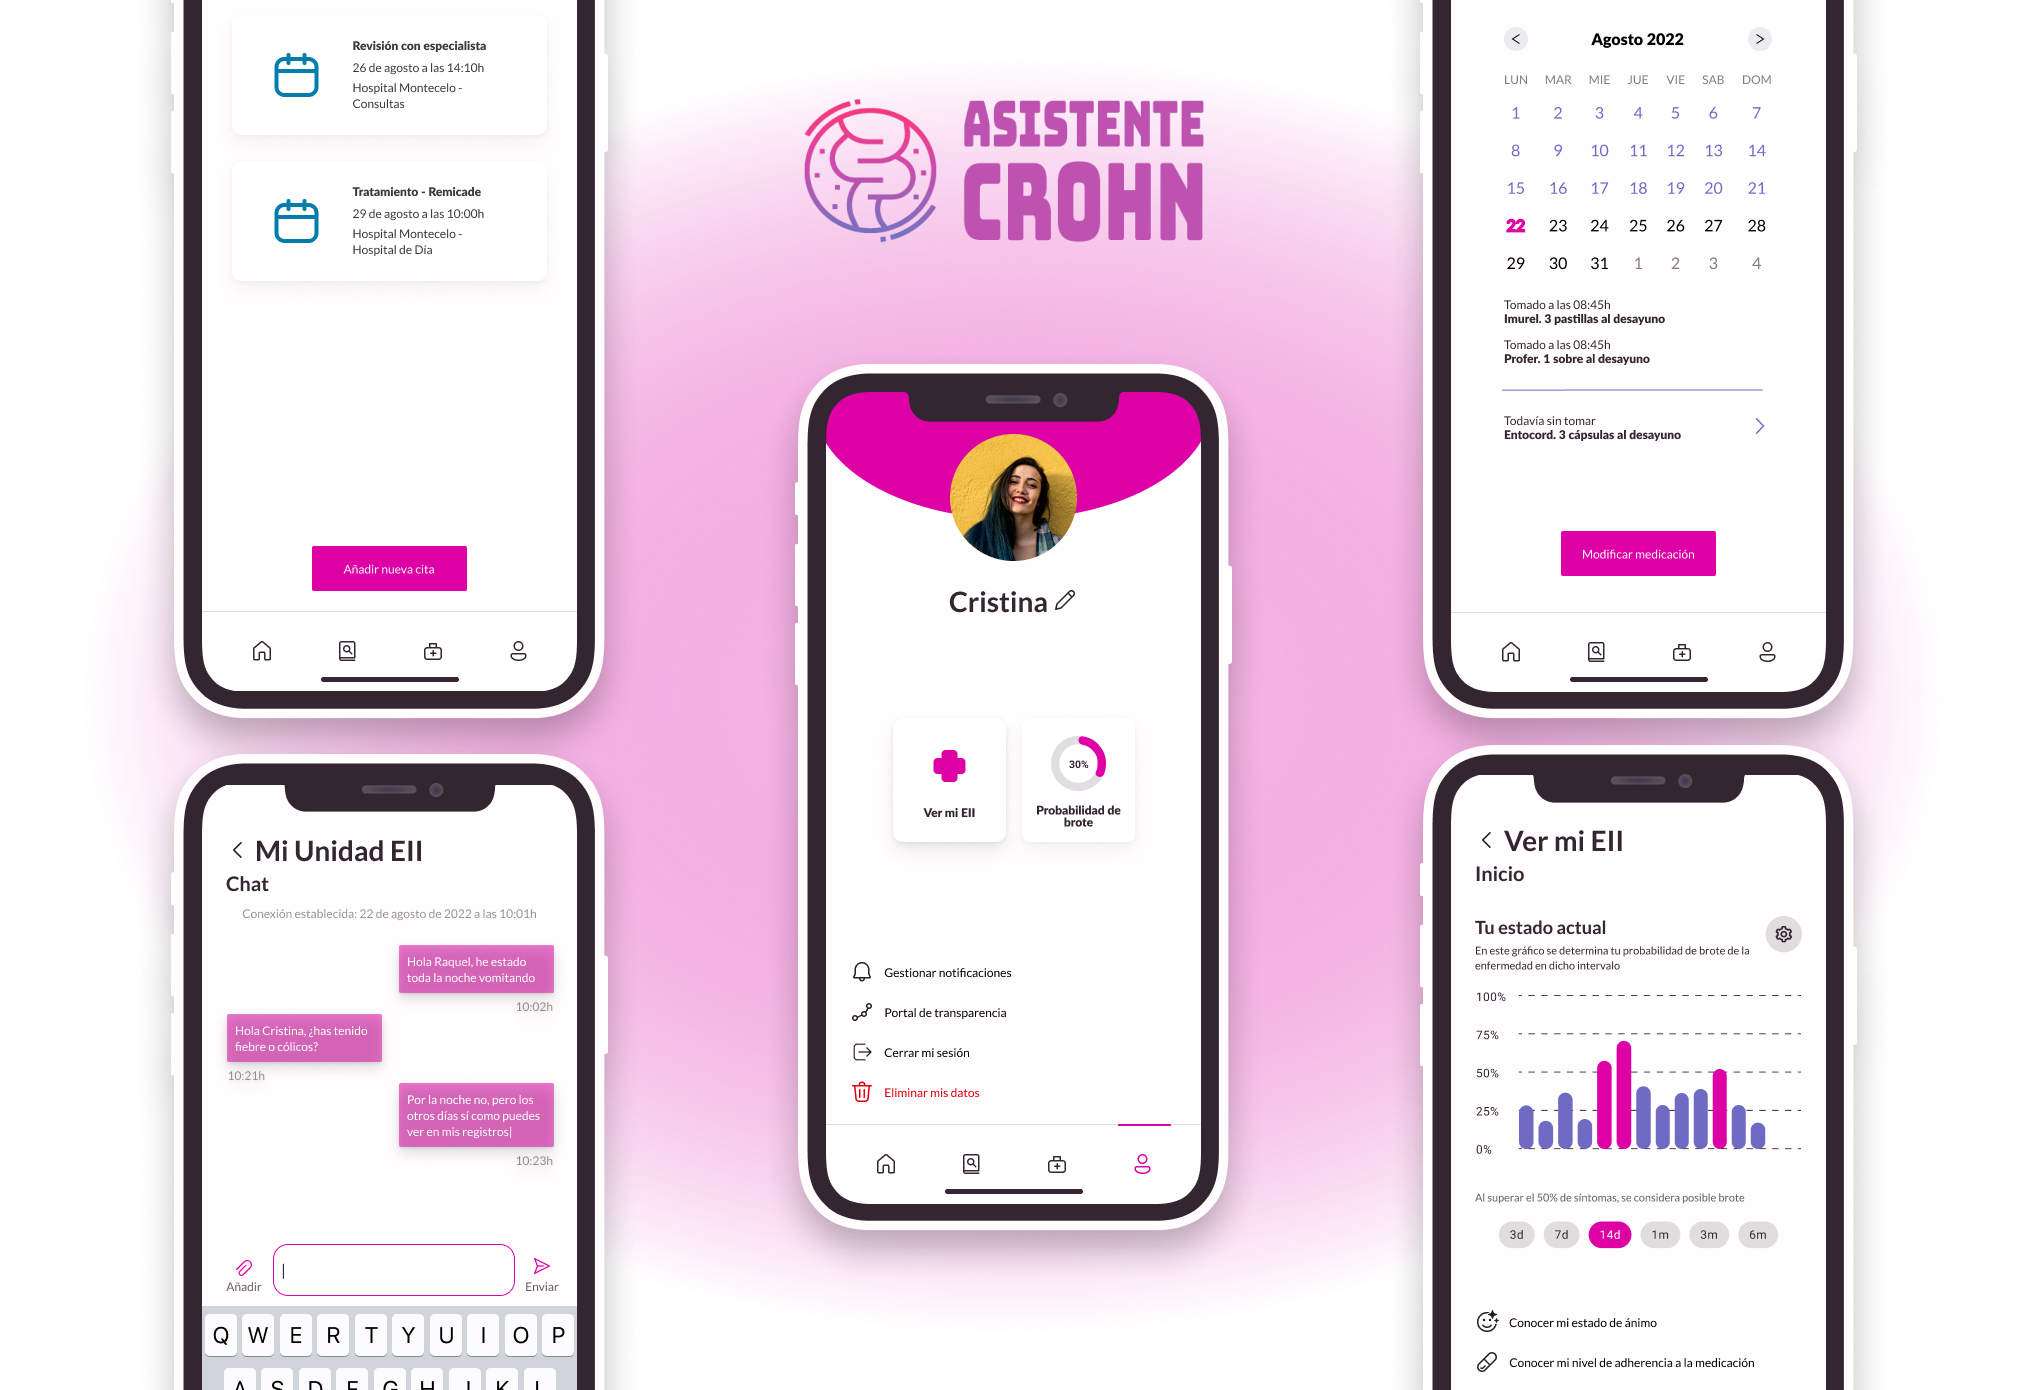 Revisión con especialista
26 de agosto a las 14:10h
Hospital Montecelo -
Consultas
Tratamiento - Remicade
29 de agosto a las 10:00h
Hospital Montecelo -
Hospital de Día
Añadir nueva cita
Mi Unidad EII
Chat
Conexión establecida: 22 de agosto de 2022 a las 10:01h
Hola Raquel, he estado
toda la noche vomitando
10:02h
Hola Cristina, ¿has tenido
fiebre o cólicos?
10:21h
Por la noche no, pero los
otros días sí como puedes
ver en mis registros|
10:23h
Añadir
Enviar
Q W E R T Y U I O P
A S D F G H J K L
ASISTENTE
CROHN
Cristina
Ver mi EII
30%
Probabilidad de
brote
Gestionar notificaciones
Portal de transparencia
Cerrar mi sesión
Eliminar mis datos
< Agosto 2022 >
LUN MAR MIE JUE VIE SAB DOM
1 2 3 4 5 6 7
8 9 10 11 12 13 14
15 16 17 18 19 20 21
22 23 24 25 26 27 28
29 30 31 1 2 3 4
Tomado a las 08:45h
Imurel. 3 pastillas al desayuno
Tomado a las 08:45h
Profer. 1 sobre al desayuno
Todavía sin tomar
Entocord. 3 cápsulas al desayuno
Modificar medicación
Ver mi EII
Inicio
Tu estado actual
En este gráfico se determina tu probabilidad de brote de la
enfermedad en dicho intervalo
100%
75%
50%
25%
0%
Al superar el 50% de síntomas, se considera posible brote
3d 7d 14d 1m 3m 6m
Conocer mi estado de ánimo
Conocer mi nivel de adherencia a la medicación